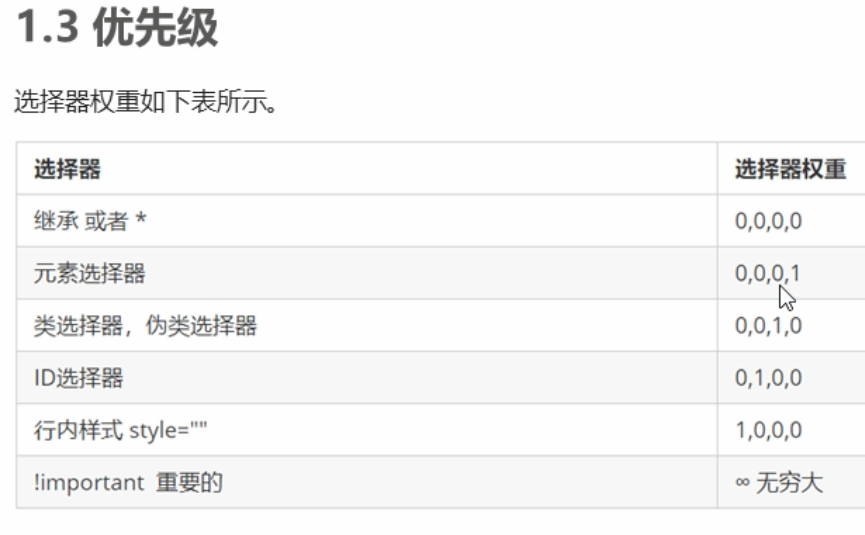 1.3 优先级
选择器权重如下表所示。
选择器 选择器权重
继承 或者 * 0,0,0,0
元素选择器 0,0,0,1
类选择器，伪类选择器 0,0,1,0
ID选择器 0,1,0,0
行内样式 style="" 1,0,0,0
!important 重要的 ∞ 无穷大